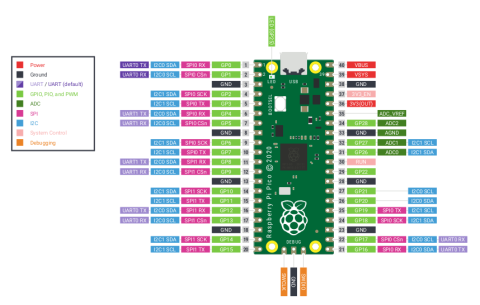 Power
Ground
UART / UART (default)
GPIO, PIO, and PWM
ADC
SPI
I2C
System Control
Debugging
LED USB
BOOTSEL
Raspberry Pi Pico © 2020
DEBUG
UART0 TX I2C0 SDA SPI0 RX GP0 1
UART0 RX I2C0 SCL SPI0 CSn GP1 2
GND 3
I2C1 SDA SPI0 SCK GP2 4
I2C1 SCL SPI0 TX GP3 5
UART1 TX I2C0 SDA SPI0 RX GP4 6
UART1 RX I2C0 SCL SPI0 CSn GP5 7
GND 8
I2C1 SDA SPI0 SCK GP6 9
I2C1 SCL SPI0 TX GP7 10
UART1 TX I2C0 SDA SPI1 RX GP8 11
UART1 RX I2C0 SCL SPI1 CSn GP9 12
GND 13
I2C1 SDA SPI1 SCK GP10 14
I2C1 SCL SPI1 TX GP11 15
UART0 TX I2C0 SDA SPI1 RX GP12 16
UART0 RX I2C0 SCL SPI1 CSn GP13 17
GND 18
I2C1 SDA SPI1 SCK GP14 19
I2C1 SCL SPI1 TX GP15 20
40 VBUS
39 VSYS
38 GND
37 3V3_EN
36 3V3(OUT)
35 ADC_VREF
34 GP28 ADC2
33 GND AGND
32 GP27 ADC1 I2C1 SCL
31 GP26 ADC0 I2C1 SDA
30 RUN
29 GP22
28 GND
27 GP21 I2C0 SCL
26 GP20 I2C0 SDA
25 GP19 SPI0 TX I2C1 SCL
24 GP18 SPI0 SCK I2C1 SDA
23 GND
22 GP17 SPI0 CSn I2C0 SCL UART0 RX
21 GP16 SPI0 RX I2C0 SDA UART0 TX
SWCLK
GND
SWDIO